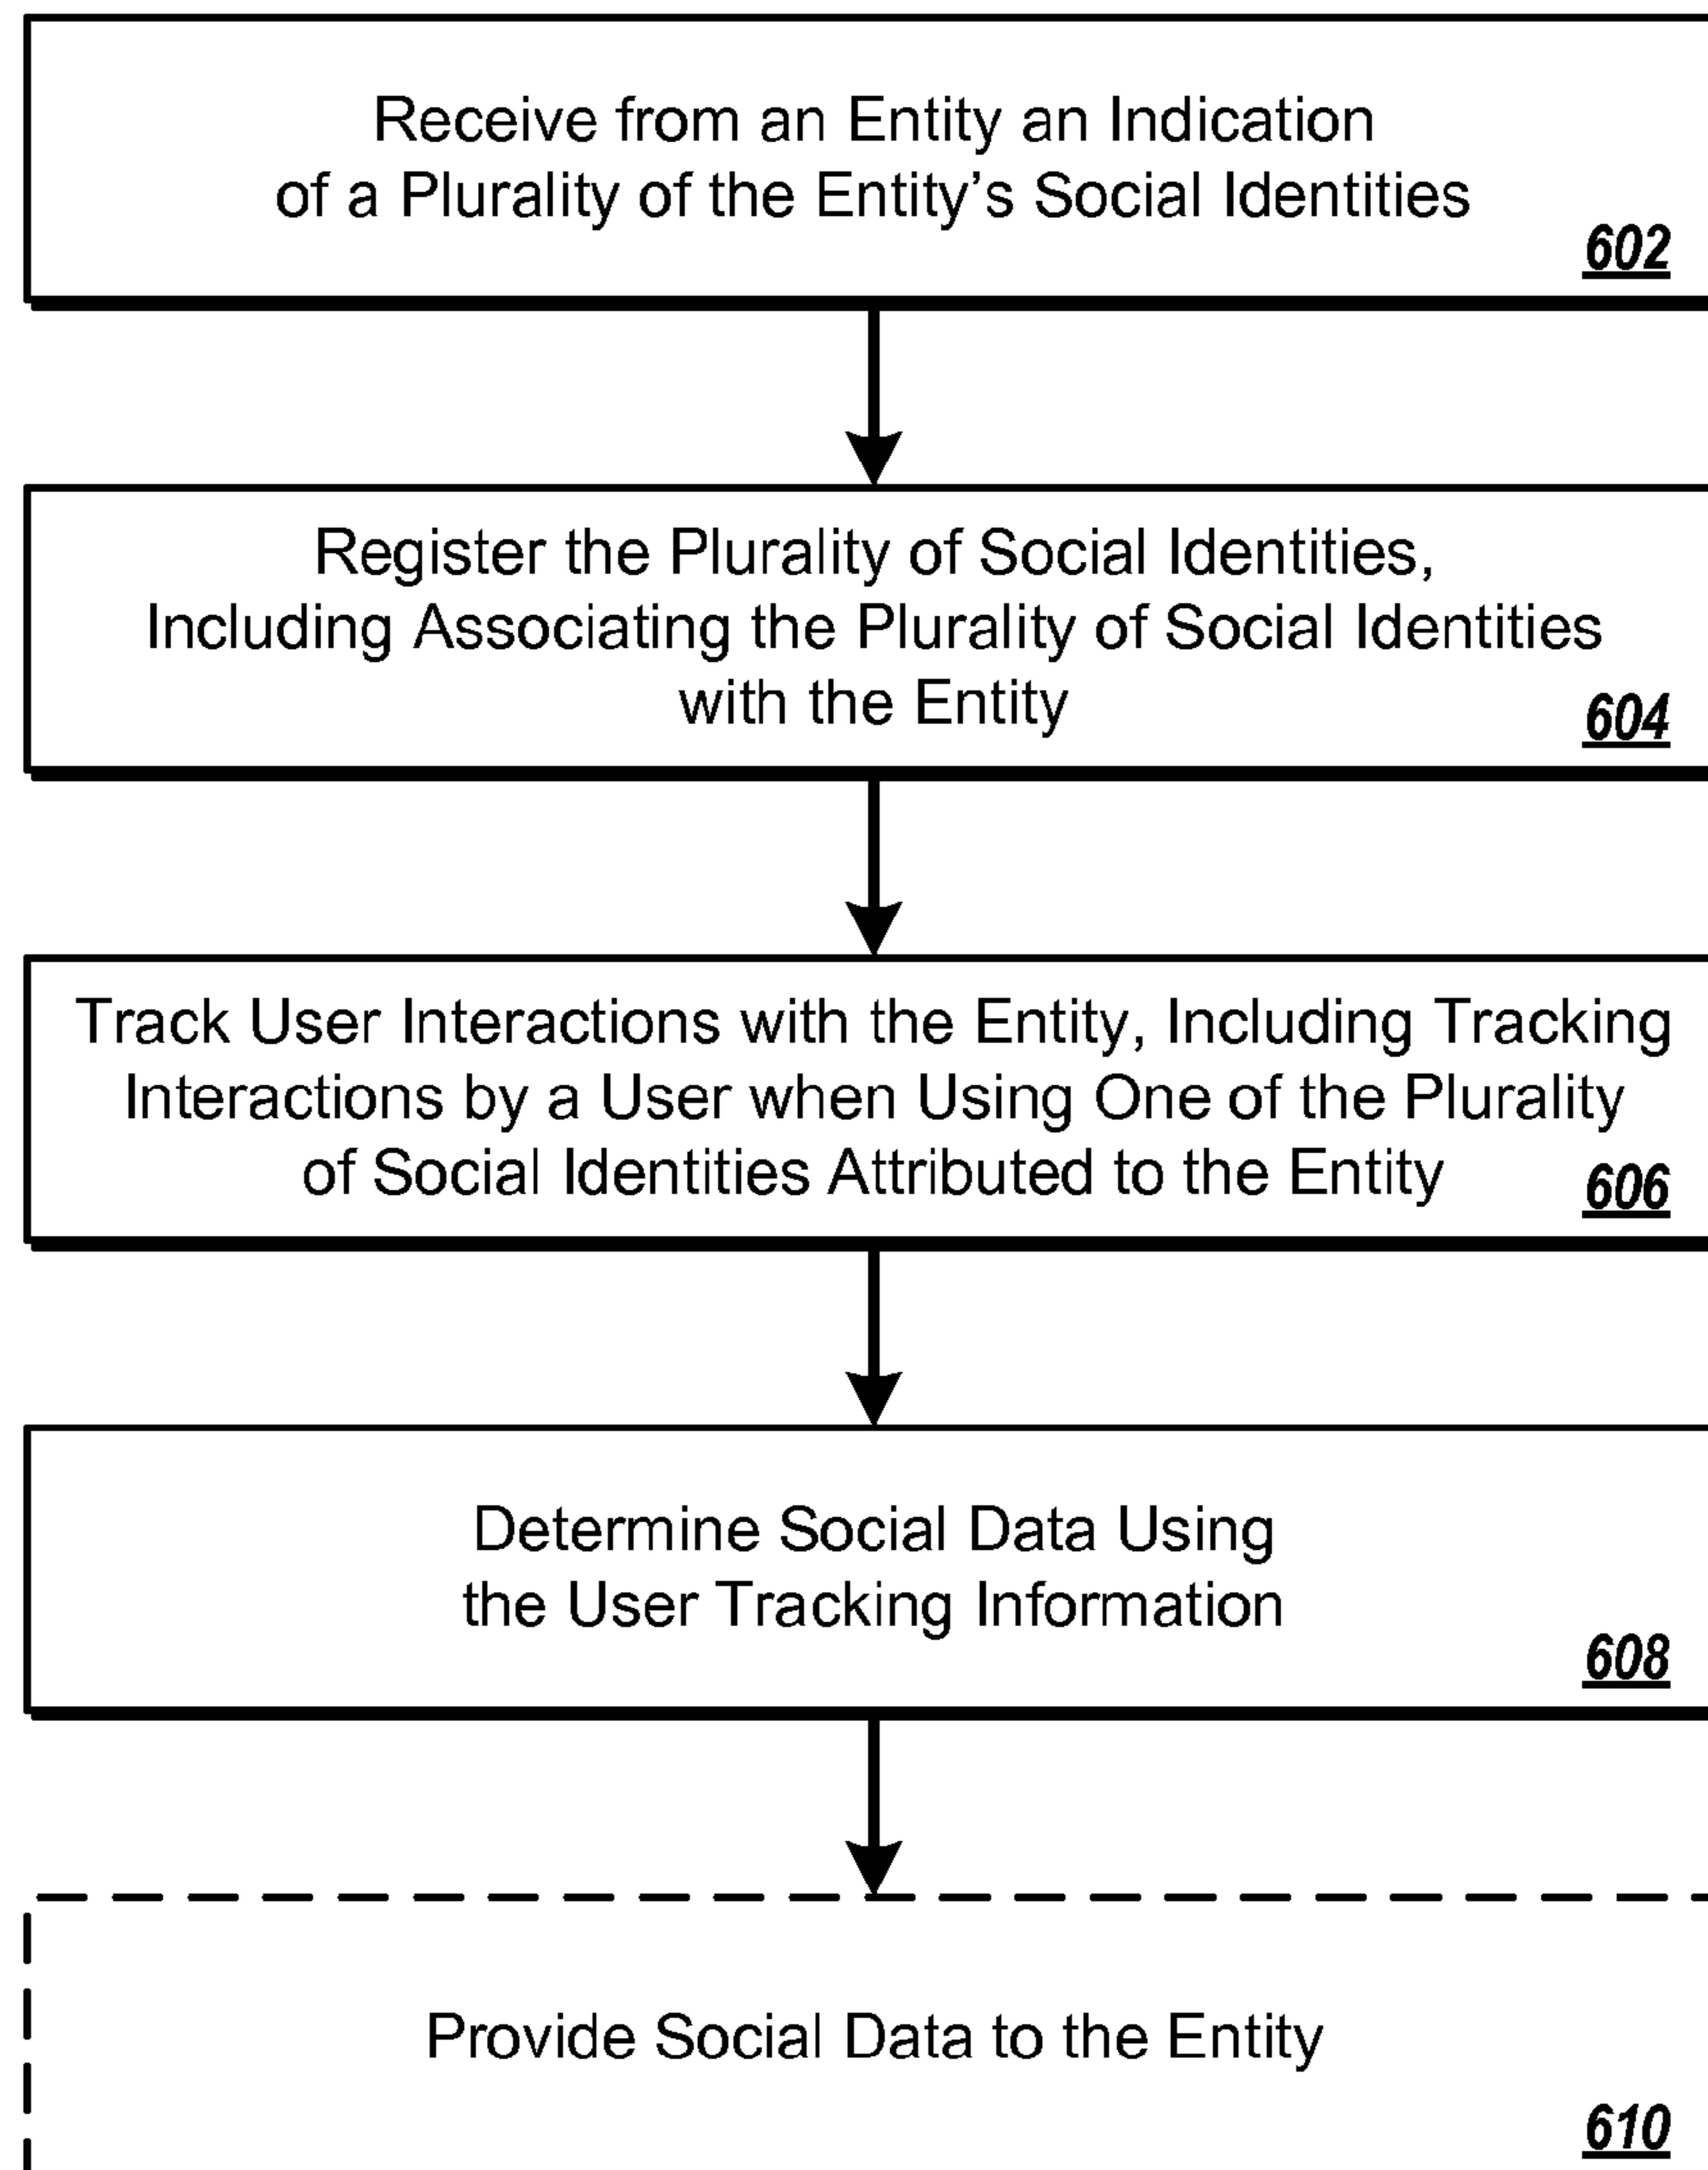 Receive from an Entity an Indication
of a Plurality of the Entity's Social Identities
602
Register the Plurality of Social Identities,
Including Associating the Plurality of Social Identities
with the Entity
604
Track User Interactions with the Entity, Including Tracking
Interactions by a User when Using One of the Plurality
of Social Identities Attributed to the Entity
606
Determine Social Data Using
the User Tracking Information
608
Provide Social Data to the Entity
610